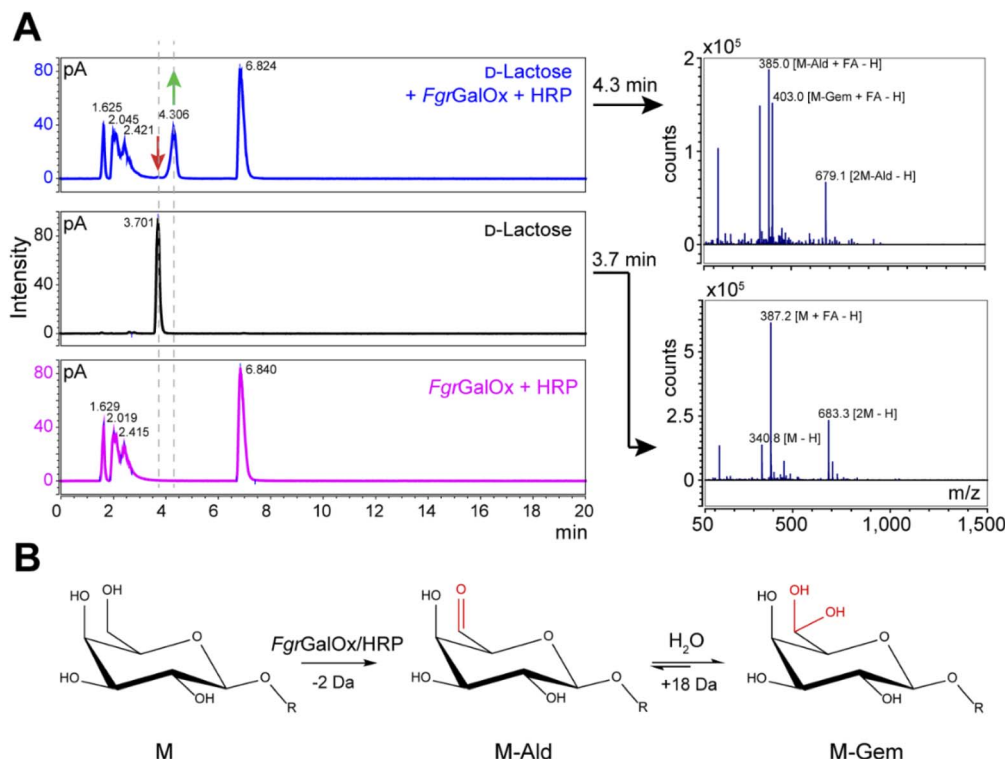 A
80
40
0
pA
1.625
2.045
2.421
4.306
6.824
D-Lactose
+ FgrGalOx + HRP
4.3 min
Intensity
80
40
0
pA
3.701
D-Lactose
3.7 min
80
40
0
pA
1.629
2.019
2.415
6.840
FgrGalOx + HRP
0 2 4 6 8 10 12 14 16 18 20
min
x10⁵
2
1
0
counts
385.0 [M-Ald + FA - H]
403.0 [M-Gem + FA - H]
679.1 [2M-Ald - H]
x10⁵
5
2.5
0
counts
387.2 [M + FA - H]
683.3 [2M - H]
340.8 [M - H]
m/z
50 500 1,000 1,500
B
HO
OH
O
HO
OH
O
R
M
FgrGalOx/HRP
-2 Da
HO
O
O
HO
OH
O
R
M-Ald
H₂O
+18 Da
HO
OH
OH
O
HO
OH
O
R
M-Gem